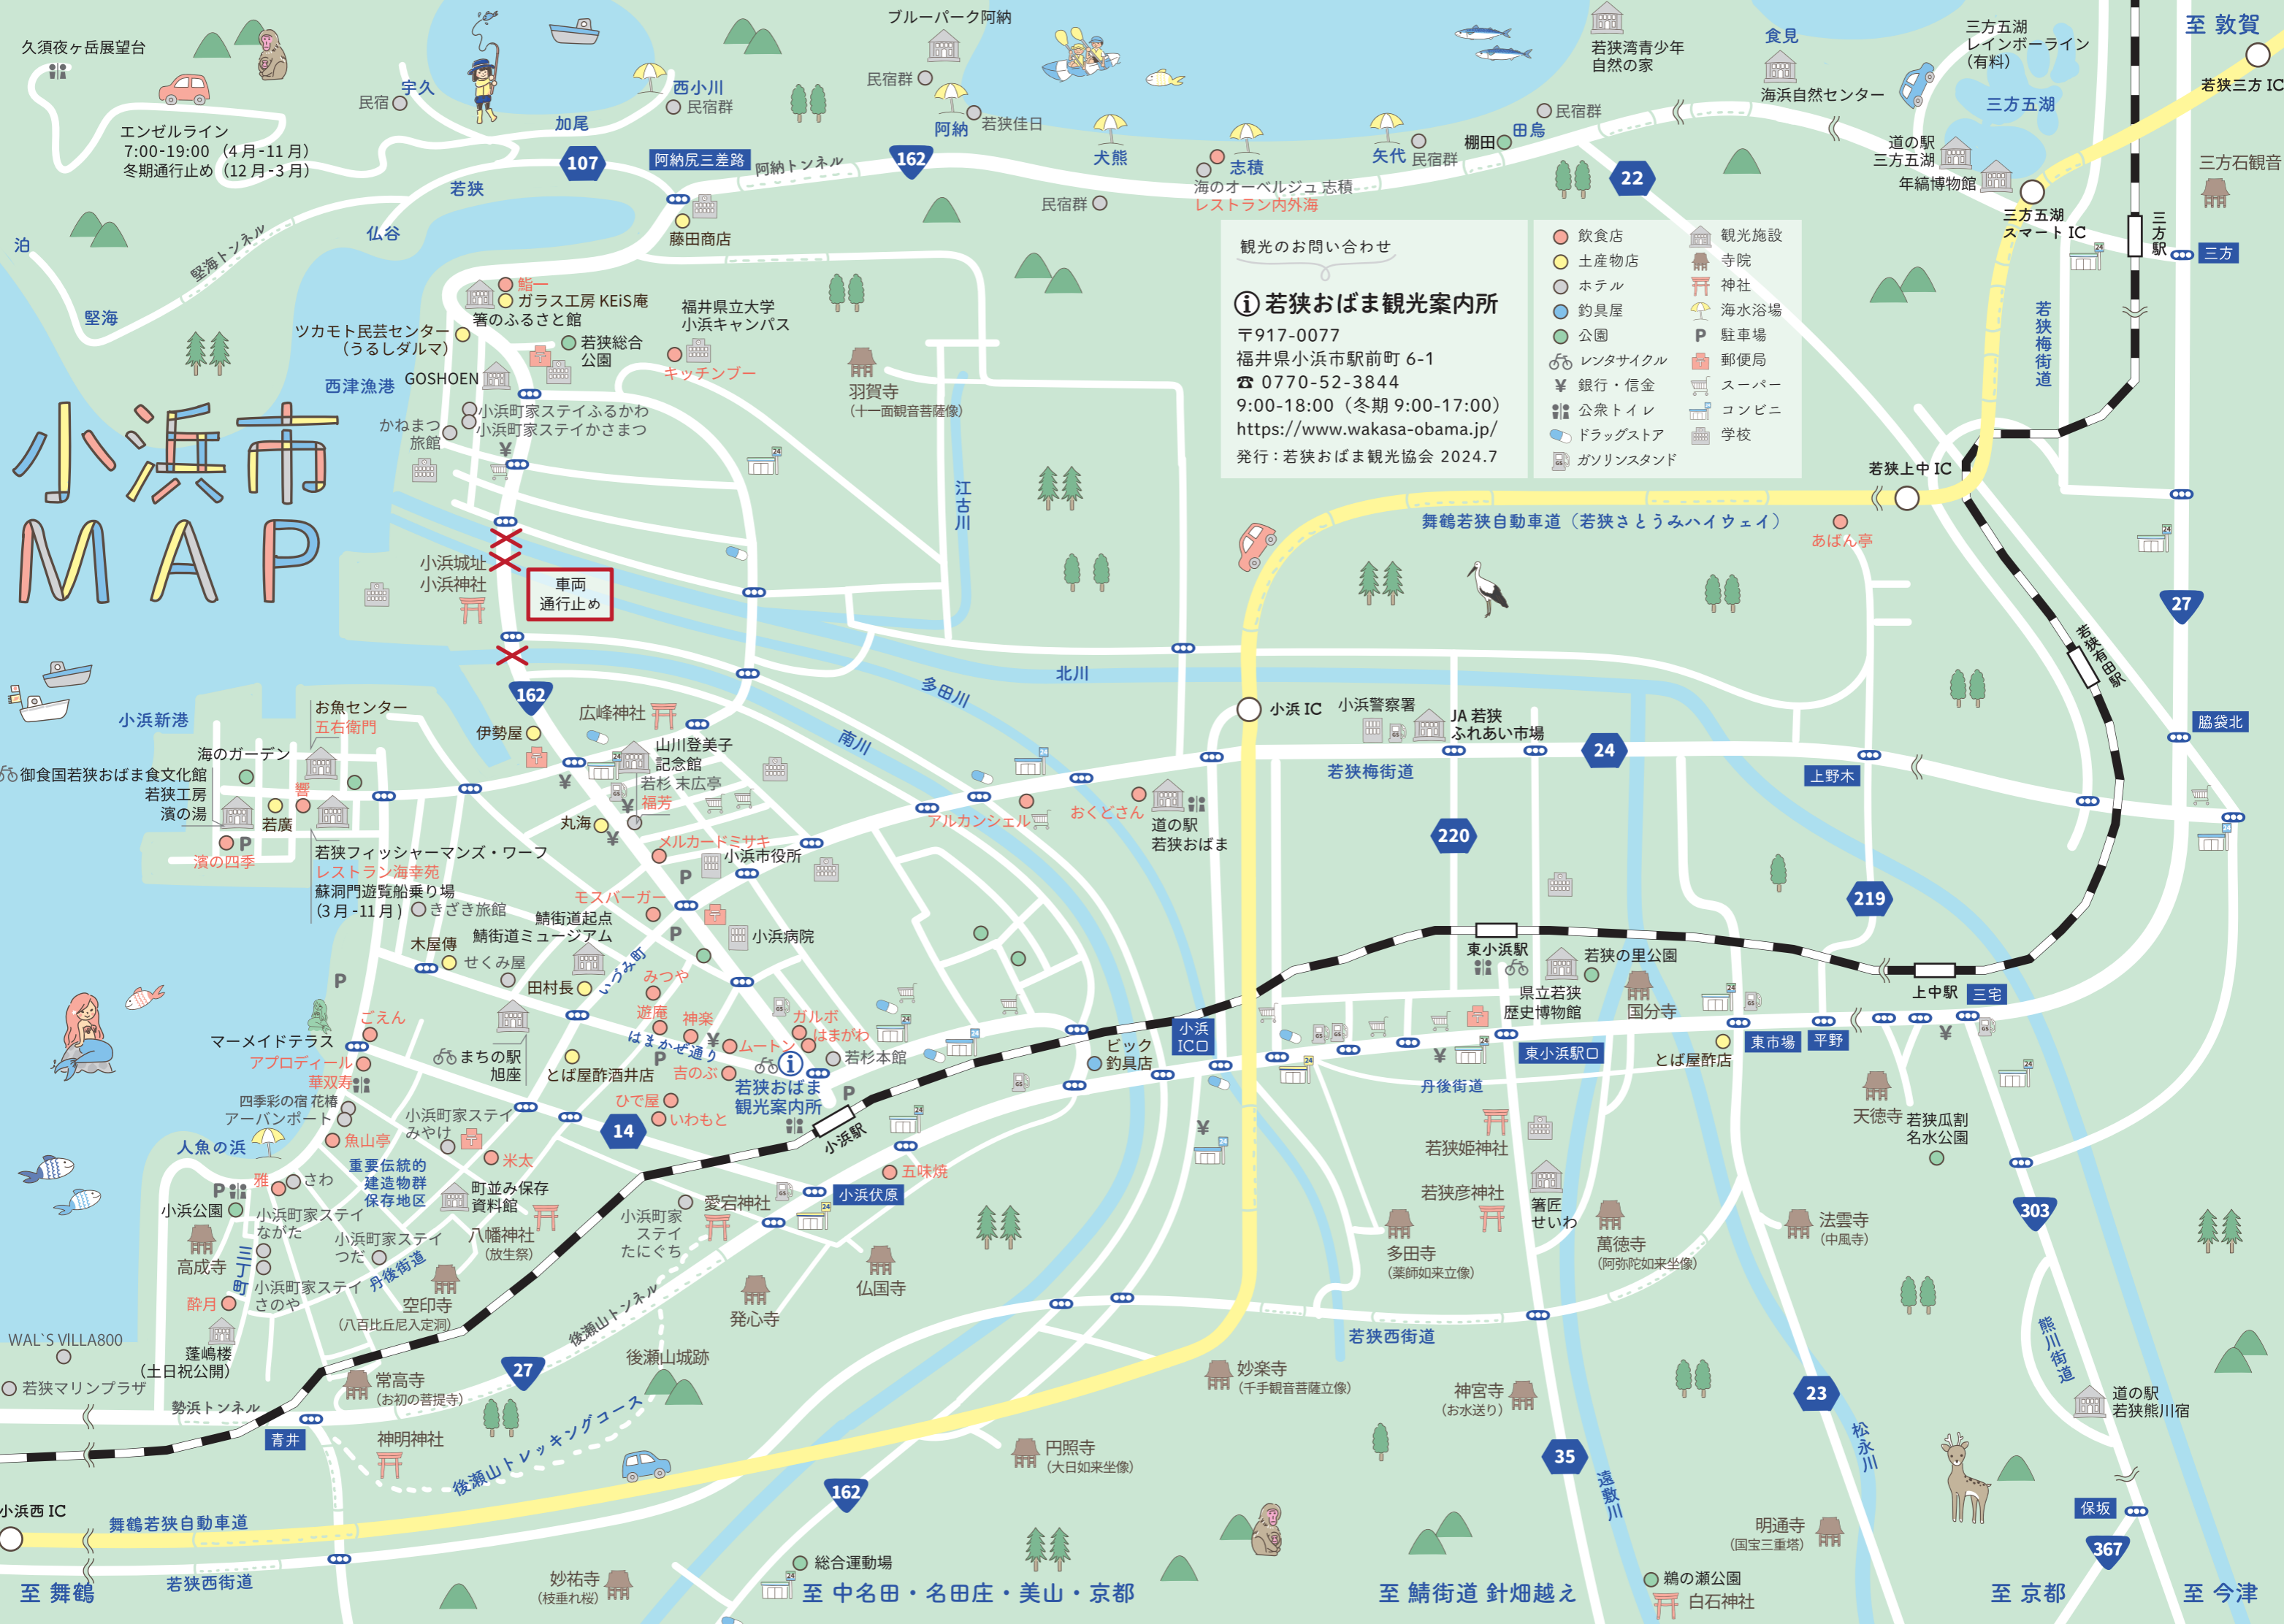 小浜市
MAP
久須夜ヶ岳展望台
エンゼルライン
7:00-19:00（4月-11月）
冬期通行止め（12月-3月）
民宿
宇久
加尾
西小川
民宿群
107
阿納尻三差路
阿納トンネル
若狭
仏谷
泊
堅海トンネル
堅海
藤田商店
ブルーパーク阿納
民宿群
阿納
若狭佳日
162
犬熊
民宿群
志積
海のオーベルジュ 志積
レストラン内外海
矢代
民宿群
棚田
田烏
民宿群
22
若狭湾青少年
自然の家
食見
海浜自然センター
三方五湖
レインボーライン
（有料）
三方五湖
道の駅
三方五湖
年縞博物館
三方五湖
スマート IC
至 敦賀
若狭三方 IC
三方石観音
三方駅
三方
若狭梅街道
観光のお問い合わせ
若狭おばま観光案内所
〒917-0077
福井県小浜市駅前町 6-1
☎ 0770-52-3844
9:00-18:00（冬期 9:00-17:00）
https://www.wakasa-obama.jp/
発行：若狭おばま観光協会 2024.7
飲食店
土産物店
ホテル
釣具屋
公園
レンタサイクル
銀行・信金
公衆トイレ
ドラッグストア
ガソリンスタンド
観光施設
寺院
神社
海水浴場
P 駐車場
郵便局
スーパー
コンビニ
学校
鮨一
ガラス工房 KEiS庵
箸のふるさと館
ツカモト民芸センター
（うるしダルマ）
若狭総合
公園
福井県立大学
小浜キャンパス
キッチンブー
西津漁港
GOSHOEN
小浜町家ステイふるかわ
小浜町家ステイかさまつ
かねまつ
旅館
羽賀寺
（十一面観音菩薩像）
江古川
小浜城址
小浜神社
車両
通行止め
若狭上中 IC
舞鶴若狭自動車道（若狭さとうみハイウェイ）
あばん亭
27
若狭有田駅
脇袋北
北川
多田川
南川
小浜新港
お魚センター
五右衛門
海のガーデン
御食国若狭おばま食文化館
若狭工房
濱の湯
響
若廣
P
濱の四季
若狭フィッシャーマンズ・ワーフ
レストラン海幸苑
蘇洞門遊覧船乗り場
（3月-11月）
きざき旅館
162
伊勢屋
広峰神社
山川登美子
記念館
若杉 末広亭
福芳
丸海
メルカードミサキ
小浜市役所
P
モスバーガー
鯖街道起点
鯖街道ミュージアム
P
小浜病院
木屋傳
せくみ屋
田村長
いづみ町
みつや
遊庵
神楽
はまかぜ通り
ガルボ
はまがわ
ムートン
若杉本館
P
吉のぶ
若狭おばま
観光案内所
P
小浜駅
ひで屋
いわもと
14
P
ごえん
マーメイドテラス
アプロディール
華双寿
四季彩の宿 花椿
アーバンポート
まちの駅
旭座
とば屋酢酒井店
人魚の浜
魚山亭
小浜町家ステイ
みやけ
米太
雅
さわ
P
小浜公園
重要伝統的
建造物群
保存地区
町並み保存
資料館
八幡神社
（放生祭）
小浜町家ステイ
ながた
小浜町家ステイ
つだ
高成寺
三丁町
小浜町家ステイ
さのや
丹後街道
酔月
空印寺
（八百比丘尼入定洞）
蓬嶋楼
（土日祝公開）
WAL`S VILLA800
若狭マリンプラザ
勢浜トンネル
青井
常高寺
（お初の菩提寺）
神明神社
27
後瀬山トンネル
後瀬山城跡
後瀬山トレッキングコース
小浜町家
ステイ
たにぐち
愛宕神社
小浜伏原
五味焼
発心寺
仏国寺
アルカンシェル
おくどさん
道の駅
若狭おばま
小浜 IC
小浜警察署
JA 若狭
ふれあい市場
若狭梅街道
24
220
上野木
219
東小浜駅
県立若狭
歴史博物館
若狭の里公園
国分寺
上中駅
三宅
小浜
IC口
ビック
釣具店
東小浜駅口
丹後街道
とば屋酢店
東市場
平野
天徳寺
若狭瓜割
名水公園
若狭姫神社
若狭彦神社
箸匠
せいわ
多田寺
（薬師如来立像）
萬徳寺
（阿弥陀如来坐像）
法雲寺
（中風寺）
303
熊川街道
道の駅
若狭熊川宿
若狭西街道
妙楽寺
（千手観音菩薩立像）
神宮寺
（お水送り）
円照寺
（大日如来坐像）
35
遠敷川
23
松永川
明通寺
（国宝三重塔）
保坂
367
小浜西 IC
舞鶴若狭自動車道
若狭西街道
至 舞鶴
162
妙祐寺
（枝垂れ桜）
総合運動場
至 中名田・名田庄・美山・京都
至 鯖街道 針畑越え
鵜の瀬公園
白石神社
至 京都
至 今津